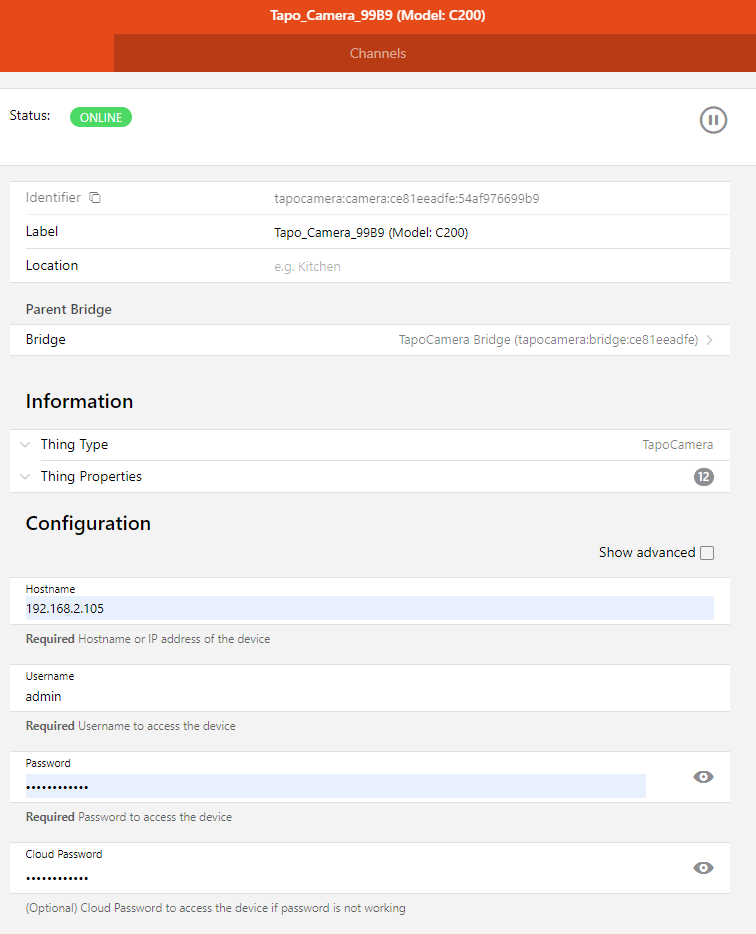 Tapo_Camera_99B9 (Model: C200)
Channels
Status: ONLINE
Identifier tapocamera:camera:ce81eeadfe:54af976699b9
Label Tapo_Camera_99B9 (Model: C200)
Location e.g. Kitchen
Parent Bridge
Bridge TapoCamera Bridge (tapocamera:bridge:ce81eeadfe)
Information
Thing Type TapoCamera
Thing Properties 12
Configuration
Show advanced
Hostname
192.168.2.105
Required Hostname or IP address of the device
Username
admin
Required Username to access the device
Password
••••••••••••
Required Password to access the device
Cloud Password
••••••••••••
(Optional) Cloud Password to access the device if password is not working